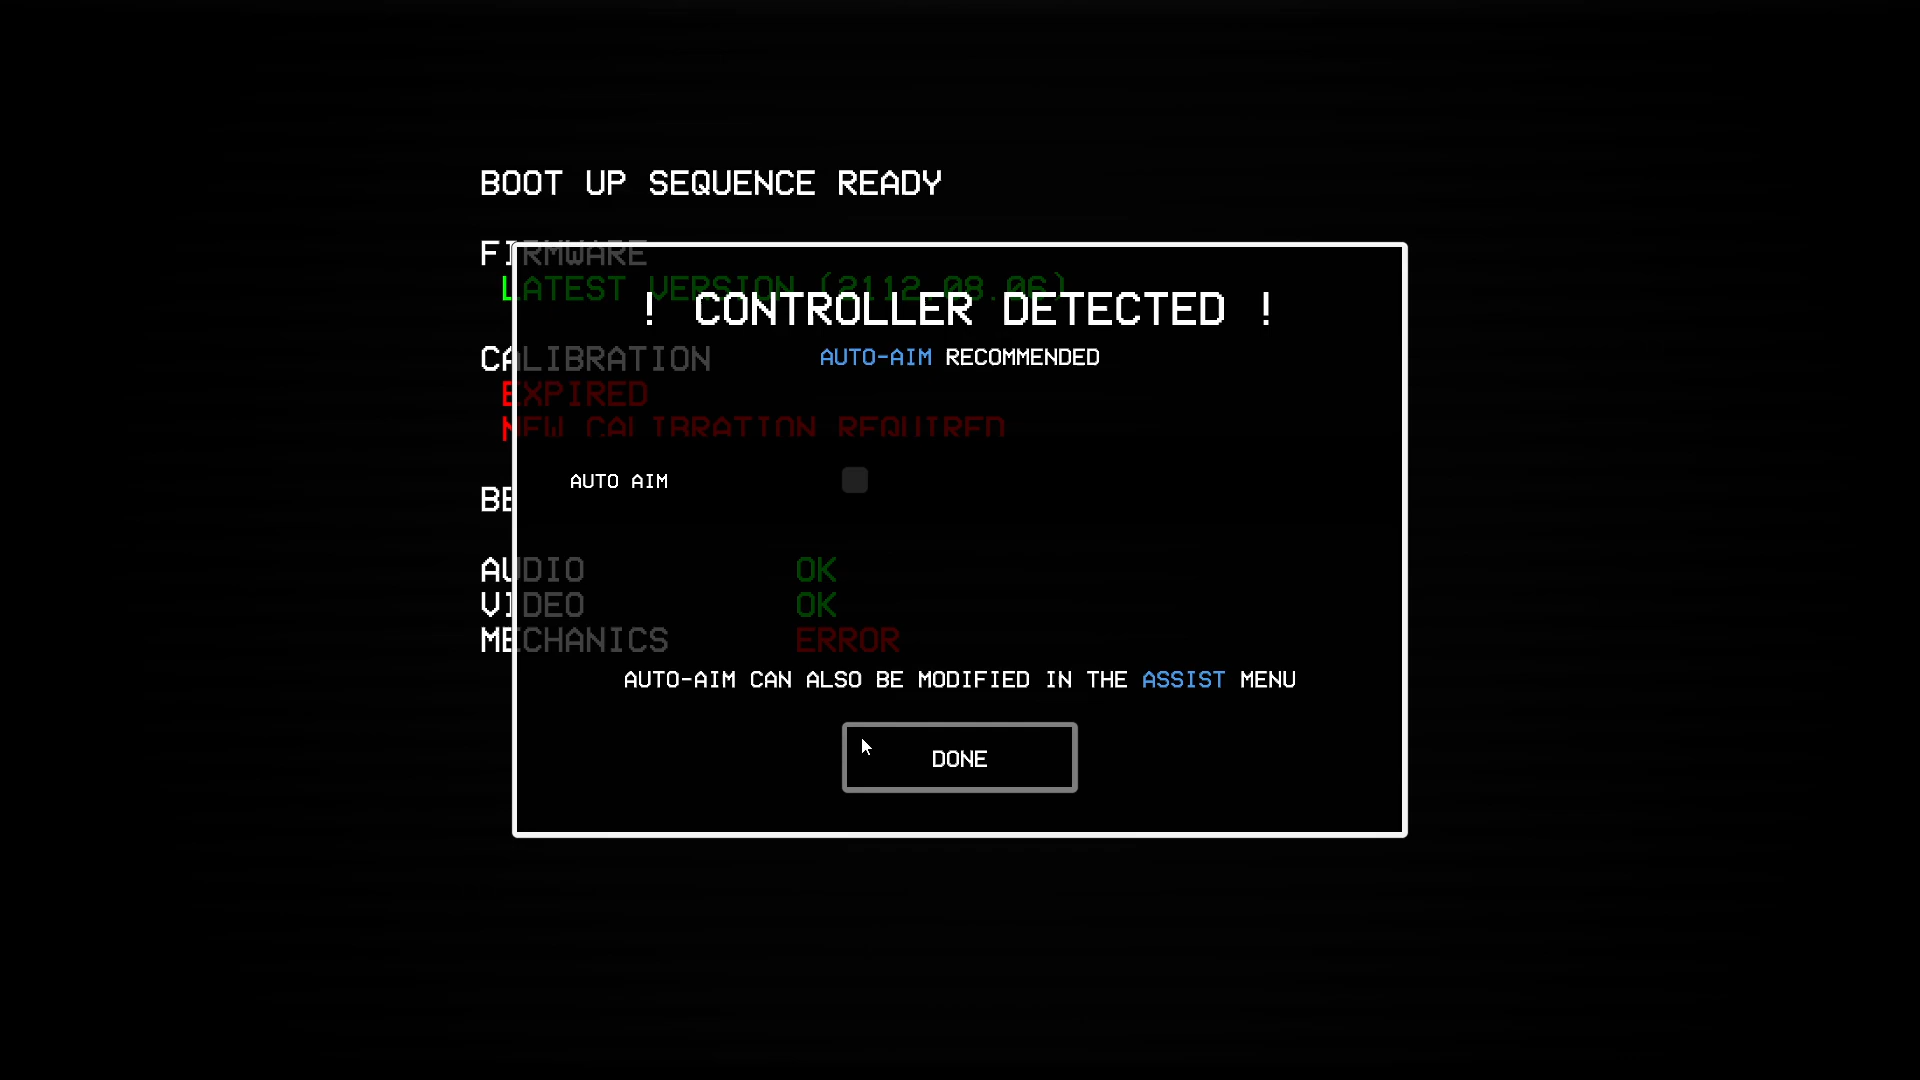 BOOT UP SEQUENCE READY
FIRMWARE
LATEST VERSION (2112.08.06)
! CONTROLLER DETECTED !
CALIBRATION
AUTO-AIM RECOMMENDED
EXPIRED
NEW CALIBRATION REQUIRED
AUTO AIM
BE
AUDIO OK
VIDEO OK
MECHANICS ERROR
AUTO-AIM CAN ALSO BE MODIFIED IN THE ASSIST MENU
DONE